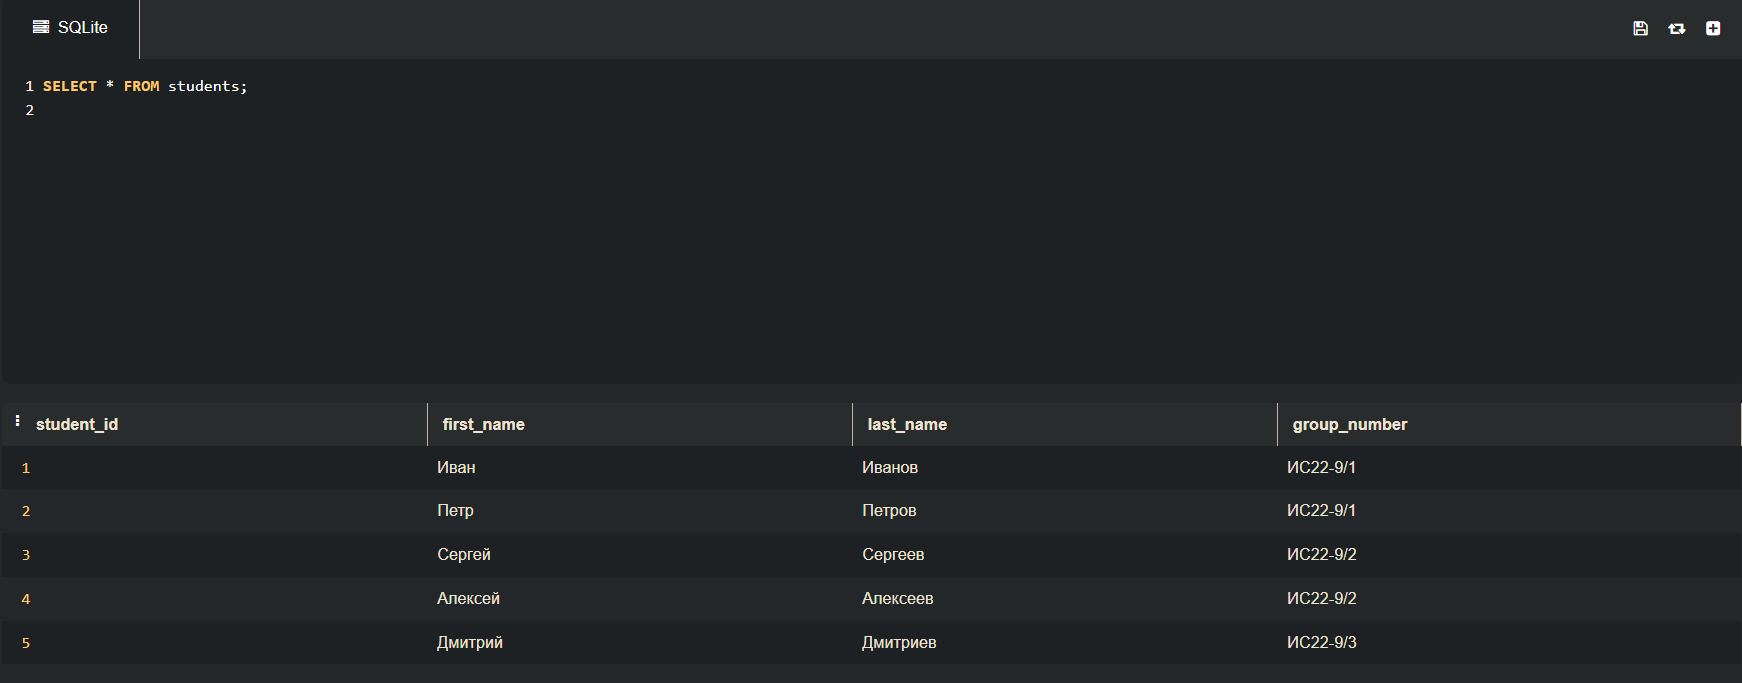 SQLite
1 SELECT * FROM students;
2
student_id first_name last_name group_number
1 Иван Иванов ИС22-9/1
2 Петр Петров ИС22-9/1
3 Сергей Сергеев ИС22-9/2
4 Алексей Алексеев ИС22-9/2
5 Дмитрий Дмитриев ИС22-9/3